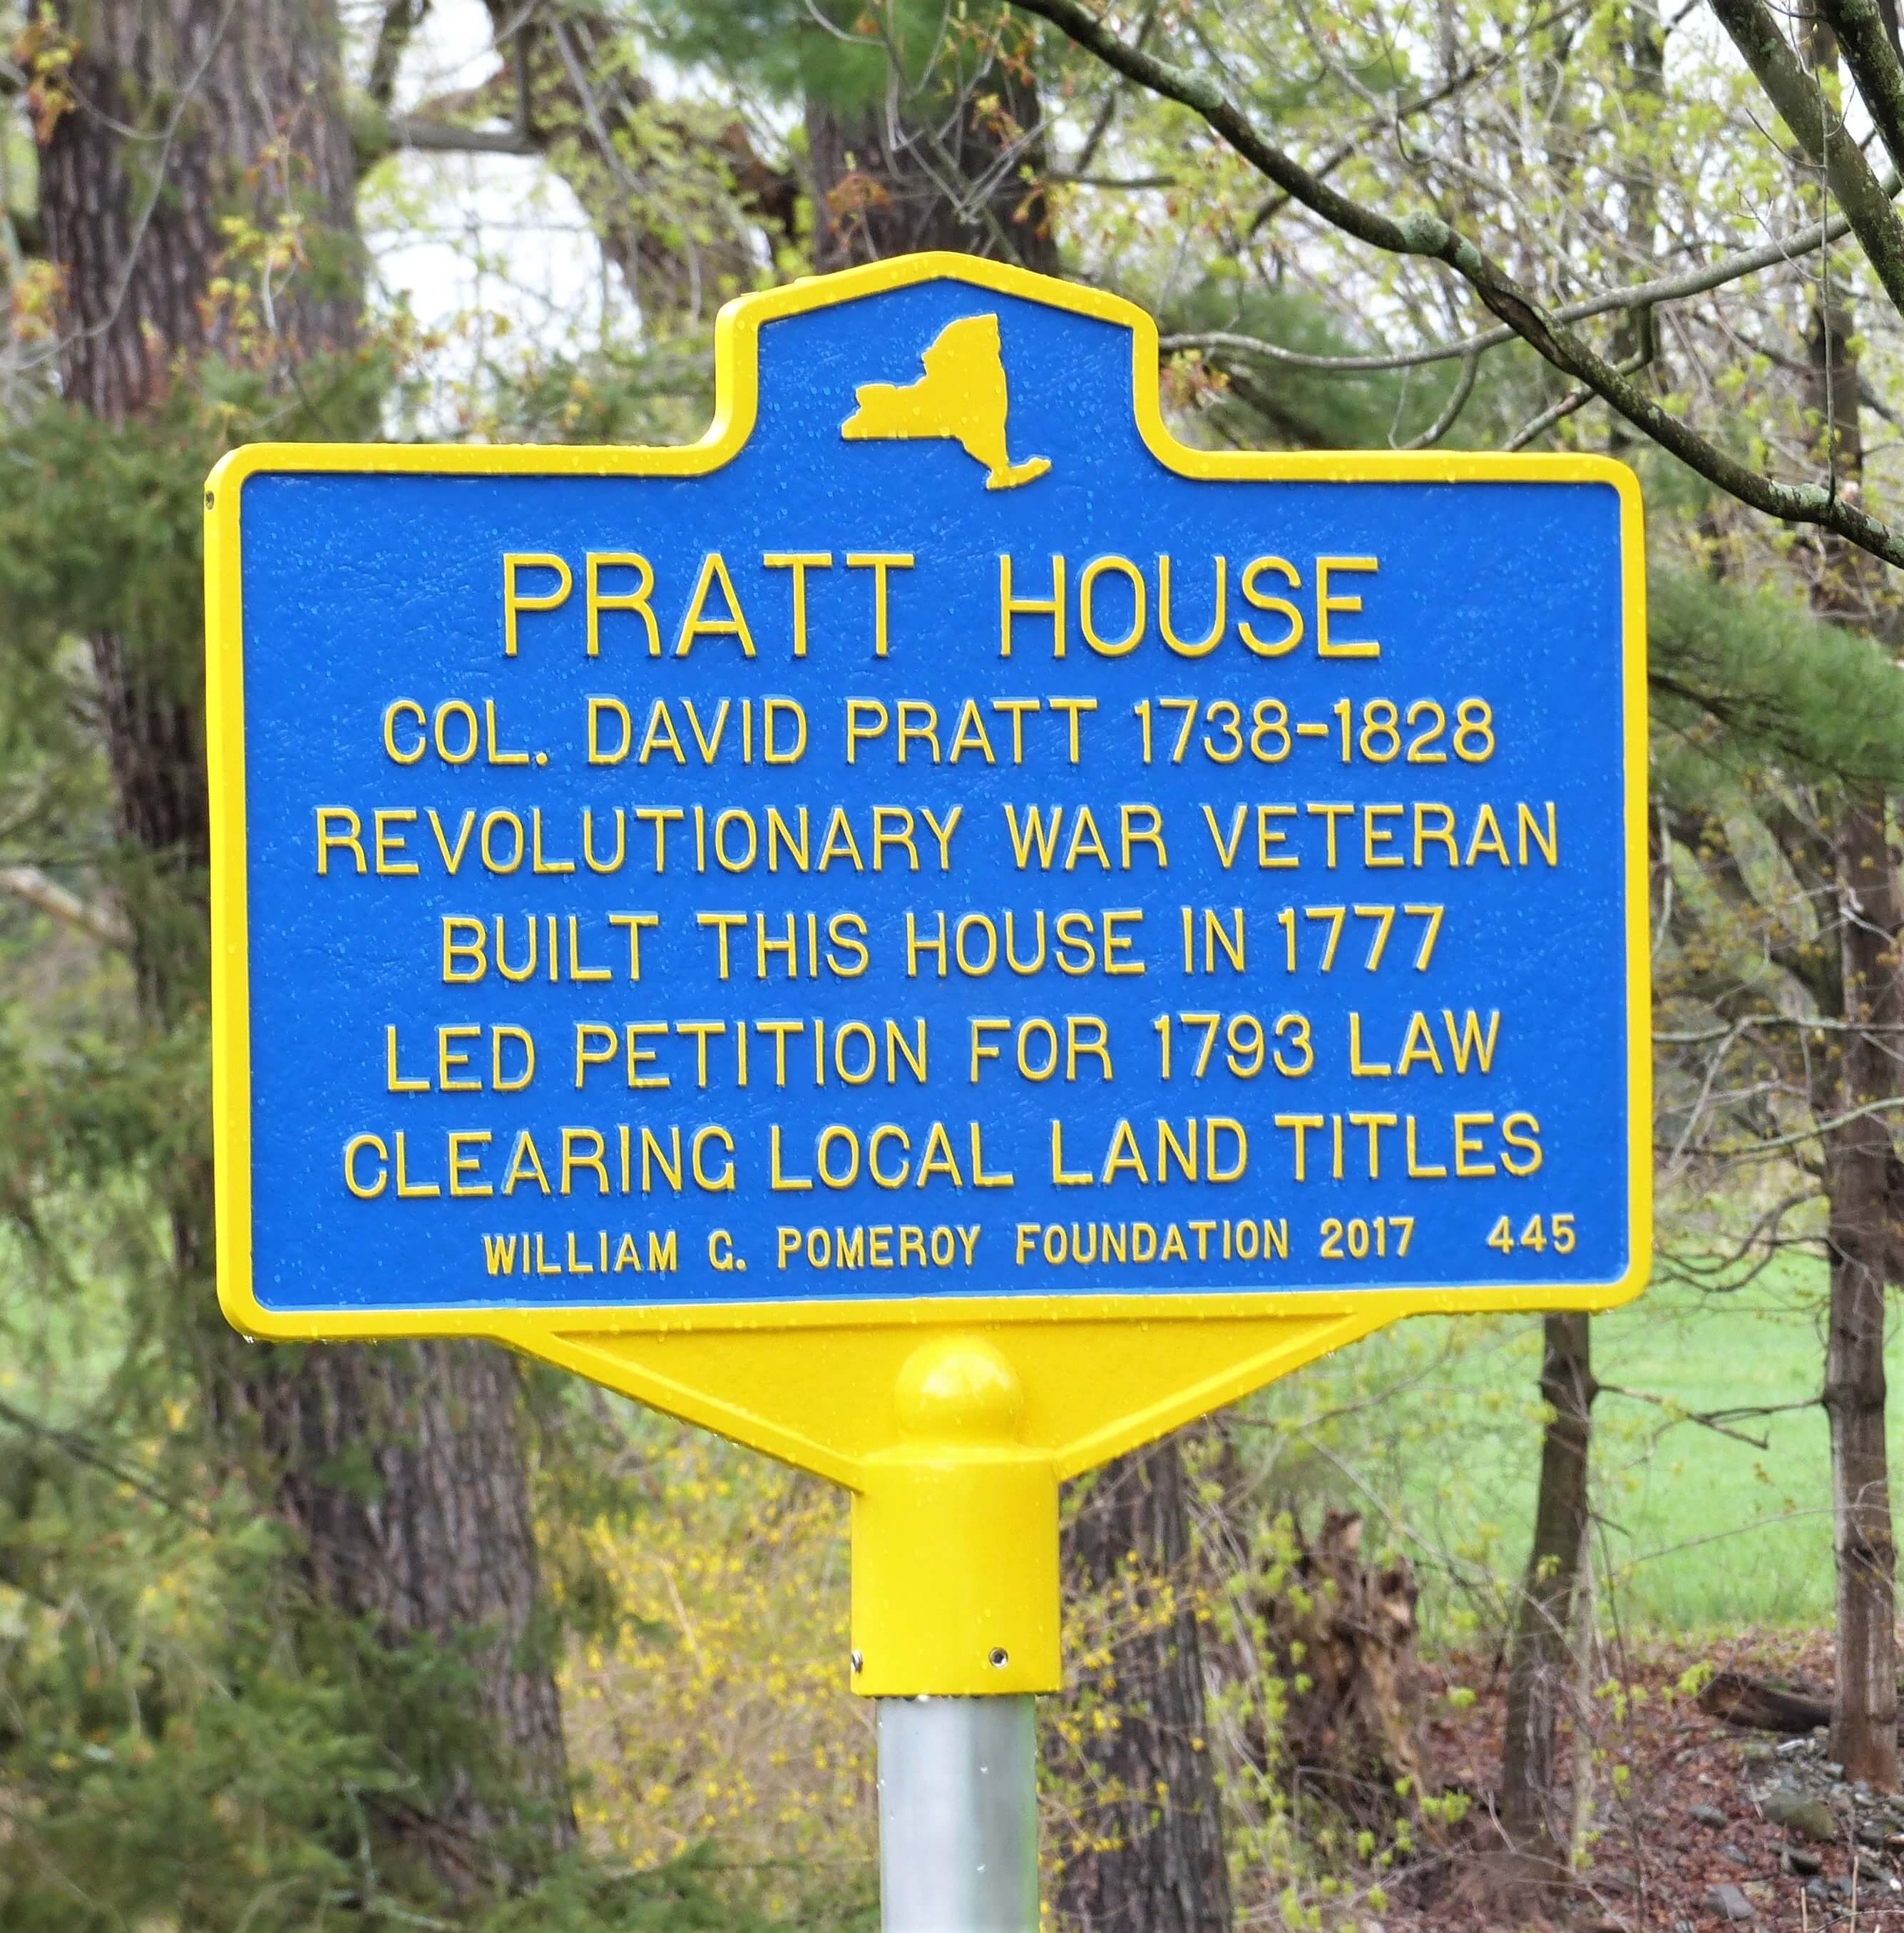 PRATT HOUSE
COL. DAVID PRATT 1738-1828
REVOLUTIONARY WAR VETERAN
BUILT THIS HOUSE IN 1777
LED PETITION FOR 1793 LAW
CLEARING LOCAL LAND TITLES
WILLIAM G. POMEROY FOUNDATION 2017 445